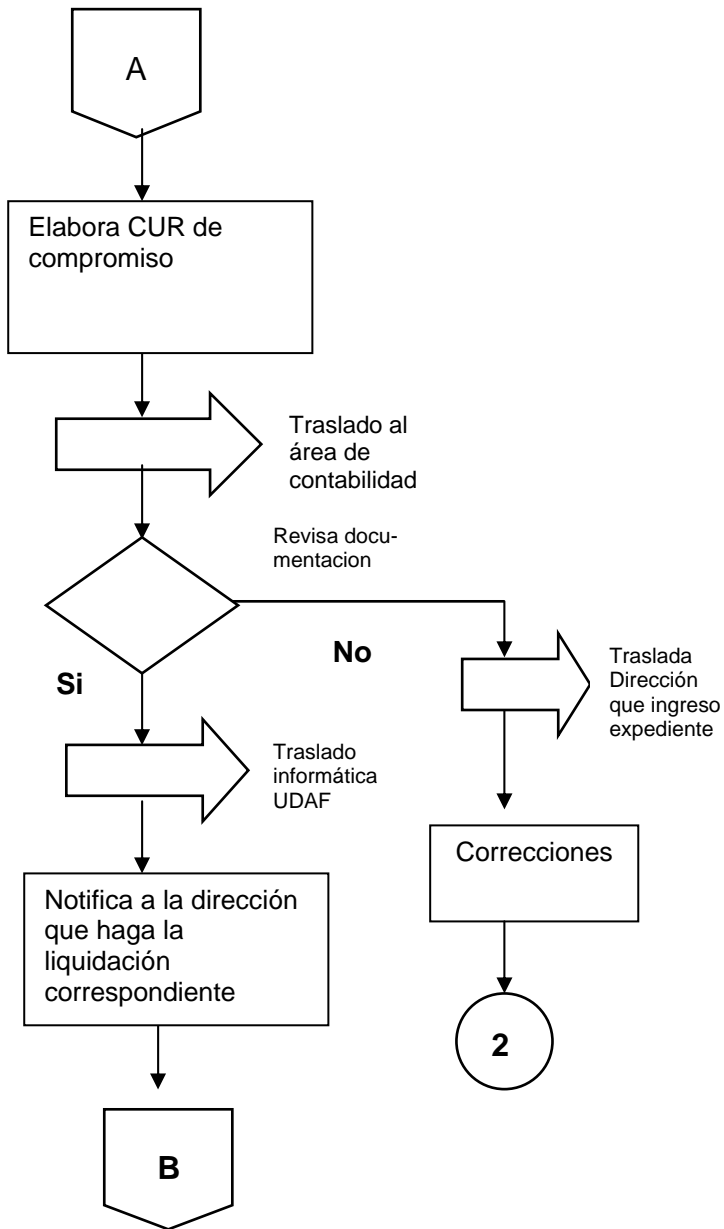 A
Elabora CUR de
compromiso
Traslado al
área de
contabilidad
Revisa docu-
mentacion
No
Si
Traslada
Dirección
que ingreso
expediente
Traslado
informática
UDAF
Correcciones
Notifica a la dirección
que haga la
liquidación
correspondiente
2
B